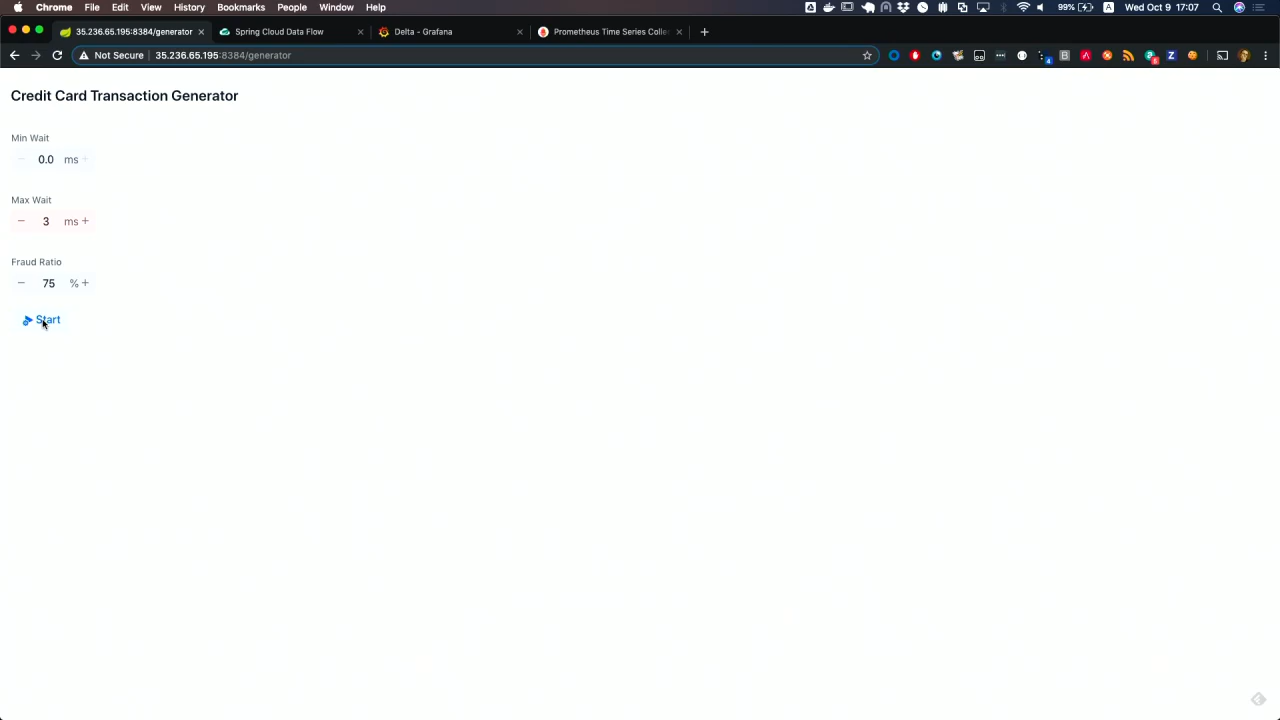 Chrome File Edit View History Bookmarks People Window Help 99% A Wed Oct 9 17:07
35.236.65.195:8384/generator Spring Cloud Data Flow Delta - Grafana Prometheus Time Series Colle
Not Secure 35.236.65.195:8384/generator
Credit Card Transaction Generator
Min Wait
− 0.0 ms +
Max Wait
− 3 ms +
Fraud Ratio
− 75 % +
Start